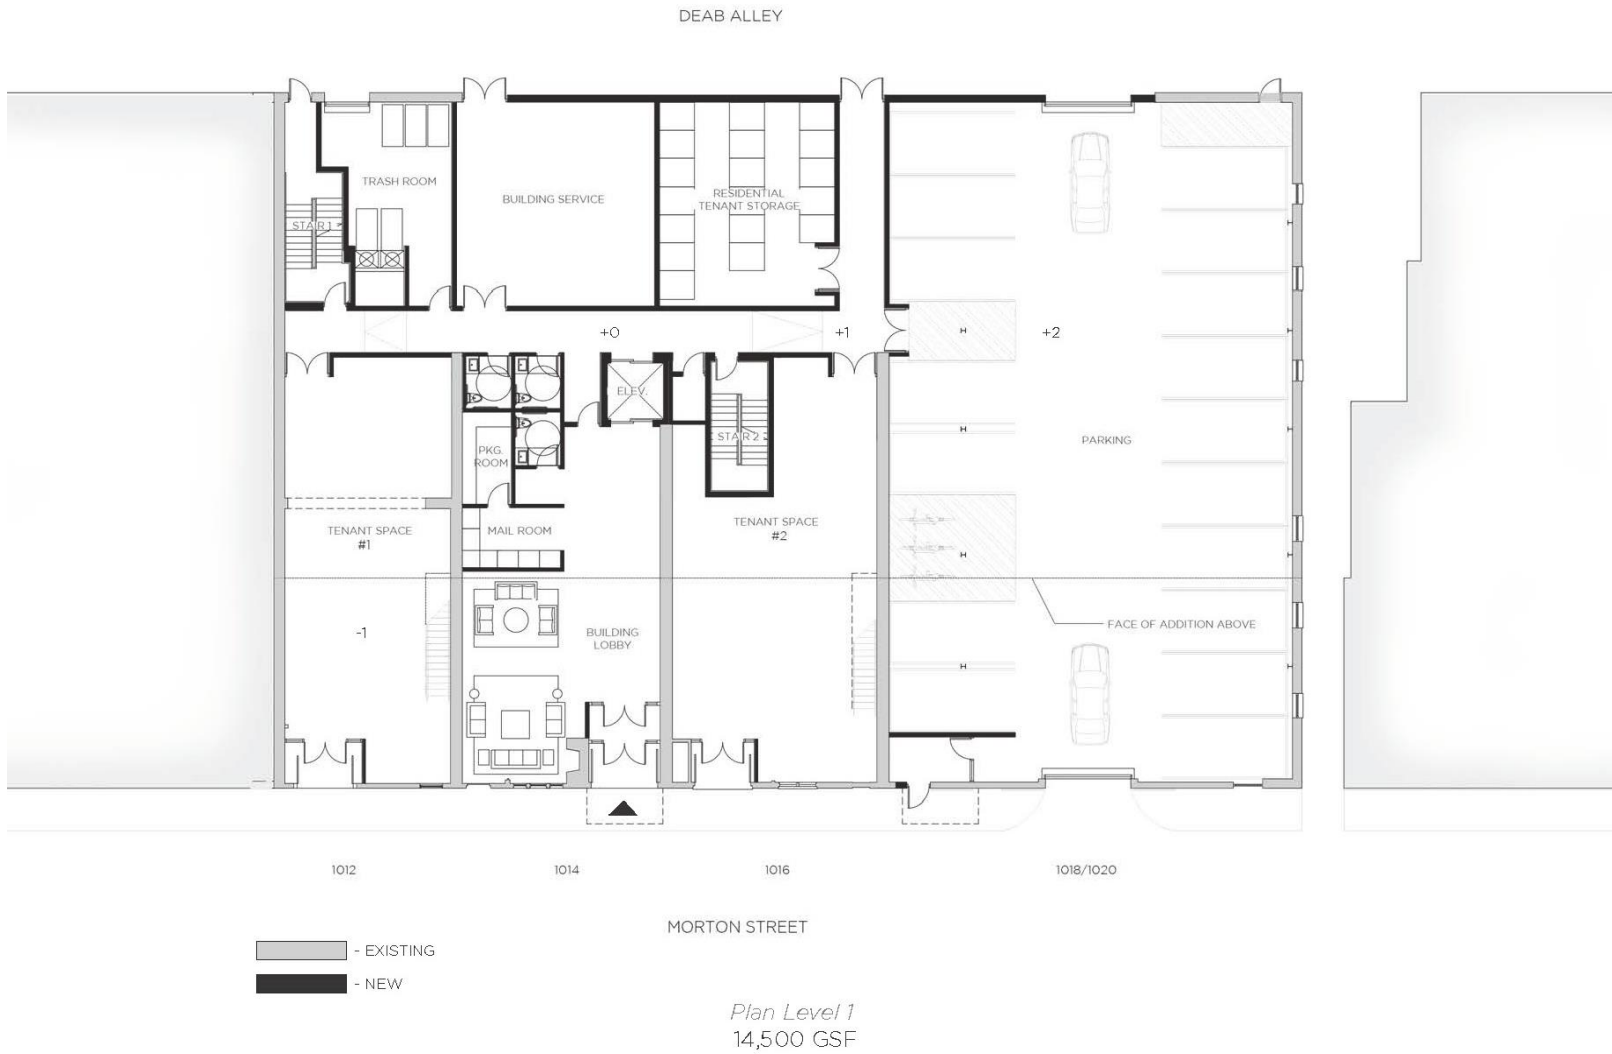 DEAB ALLEY
TRASH ROOM
BUILDING SERVICE
RESIDENTIAL
TENANT STORAGE
STAIR 1
+0
+1
H
+2
ELEV.
STAIR 2
H
PARKING
PKG.
ROOM
TENANT SPACE
#1
MAIL ROOM
TENANT SPACE
#2
H
-1
BUILDING
LOBBY
FACE OF ADDITION ABOVE
H
1012
1014
1016
1018/1020
MORTON STREET
- EXISTING
- NEW
Plan Level 1
14,500 GSF